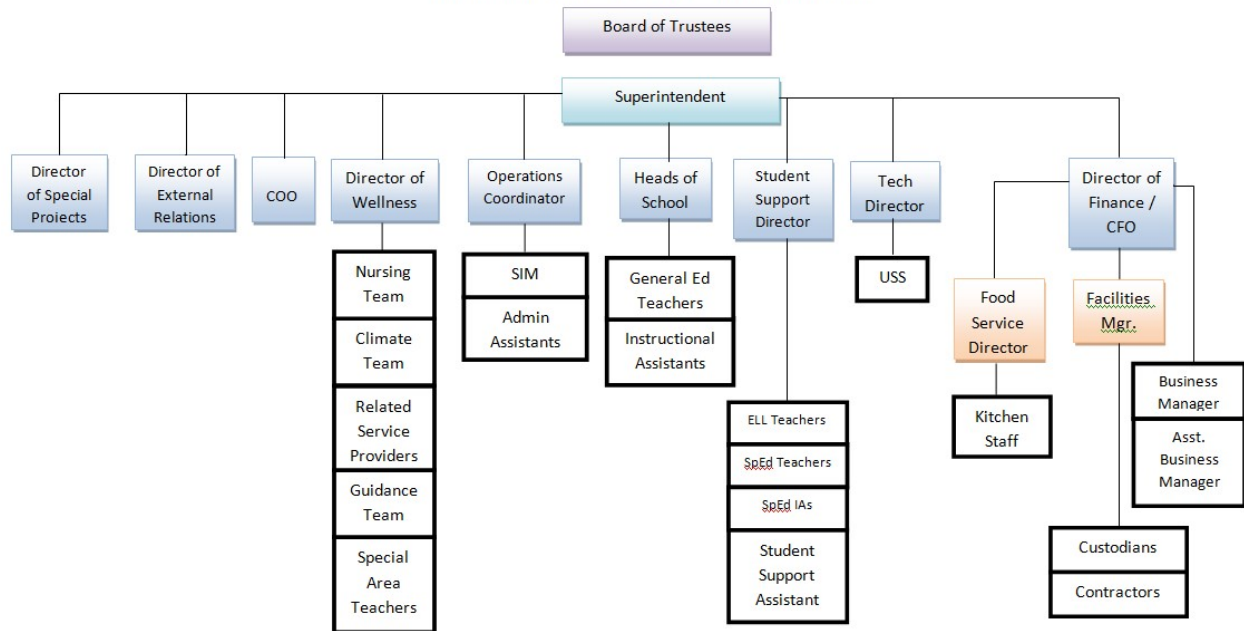 Board of Trustees
Superintendent
Director
of Special
Projects
Director of
External
Relations
COO
Director of
Wellness
Operations
Coordinator
Heads of
School
Student
Support
Director
Tech
Director
Director of
Finance /
CFO
Nursing
Team
Climate
Team
Related
Service
Providers
Guidance
Team
Special
Area
Teachers
SIM
Admin
Assistants
General Ed
Teachers
Instructional
Assistants
ELL Teachers
SpEd Teachers
SpEd IAs
Student
Support
Assistant
USS
Food
Service
Director
Kitchen
Staff
Facilities
Mgr.
Custodians
Contractors
Business
Manager
Asst.
Business
Manager